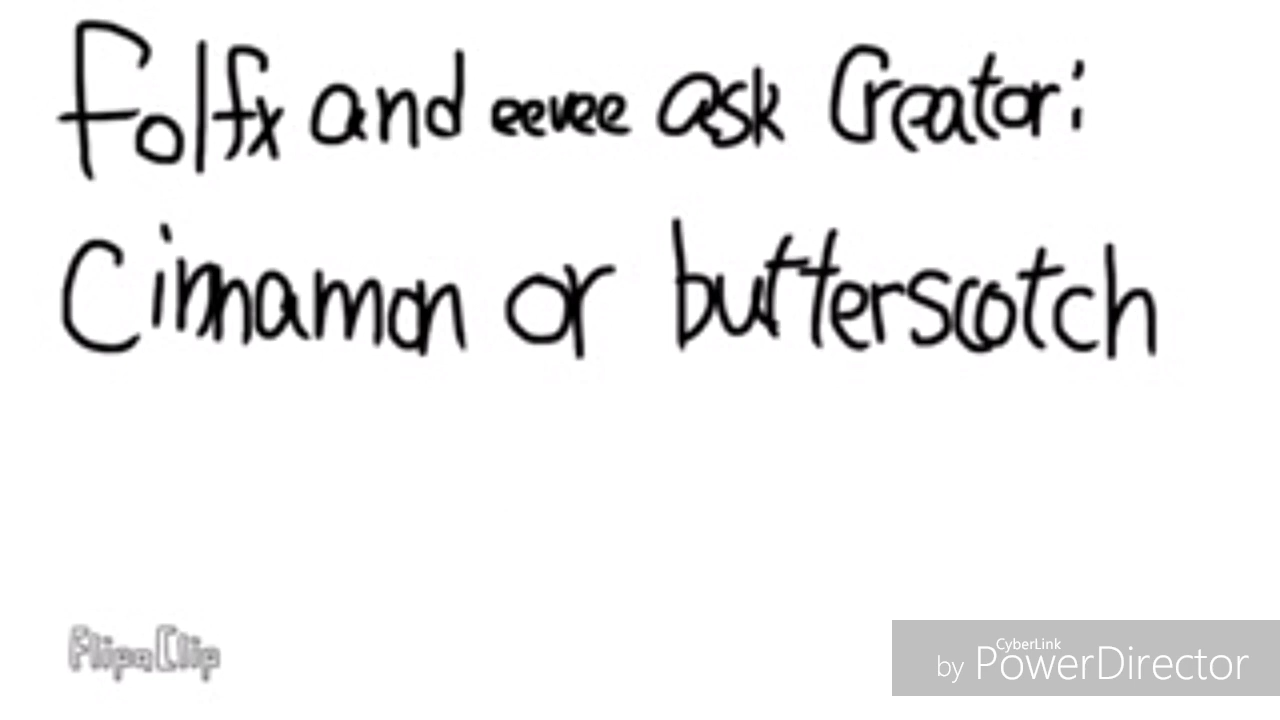 Folfx and eevee ask Creator:
Cinnamon or butterscotch
FlipaClip
CyberLink
by PowerDirector